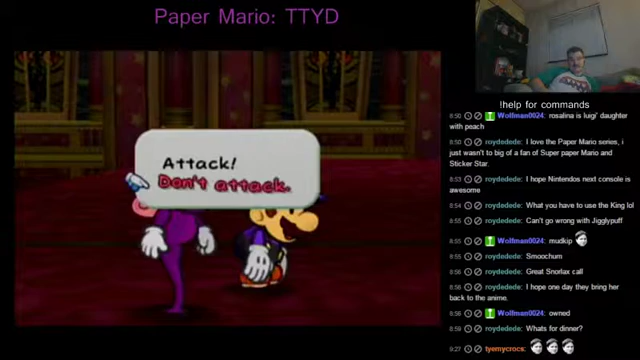 Paper Mario: TTYD
Attack!
Don't attack.
!help for commands
8:50 Wolfman0024: rosalina is luigi' daughter
with peach
8:50 roydedede: I love the Paper Mario series, i
just wasn't to big of a fan of Super paper Mario and
Sticker Star.
8:53 roydedede: I hope Nintendos next console is
awesome
8:54 roydedede: What you have to use the King lol
8:55 roydedede: Can't go wrong with Jigglypuff
8:55 Wolfman0024: mudkip
8:55 roydedede: Smoochum
8:56 roydedede: Great Snorlax call
8:56 roydedede: I hope one day they bring her
back to the anime.
8:56 Wolfman0024: owned
8:59 roydedede: Whats for dinner?
9:27 tyemycrocs: